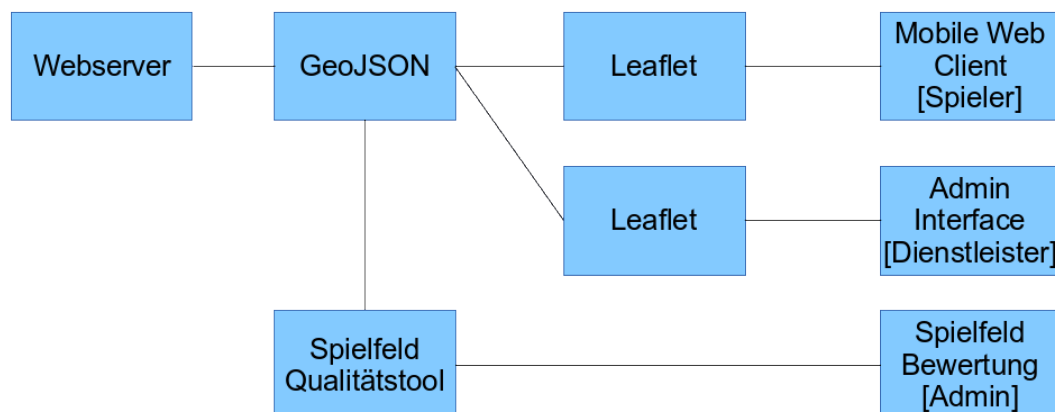 Webserver
GeoJSON
Leaflet
Mobile Web
Client
[Spieler]
Leaflet
Admin
Interface
[Dienstleister]
Spielfeld
Qualitätstool
Spielfeld
Bewertung
[Admin]